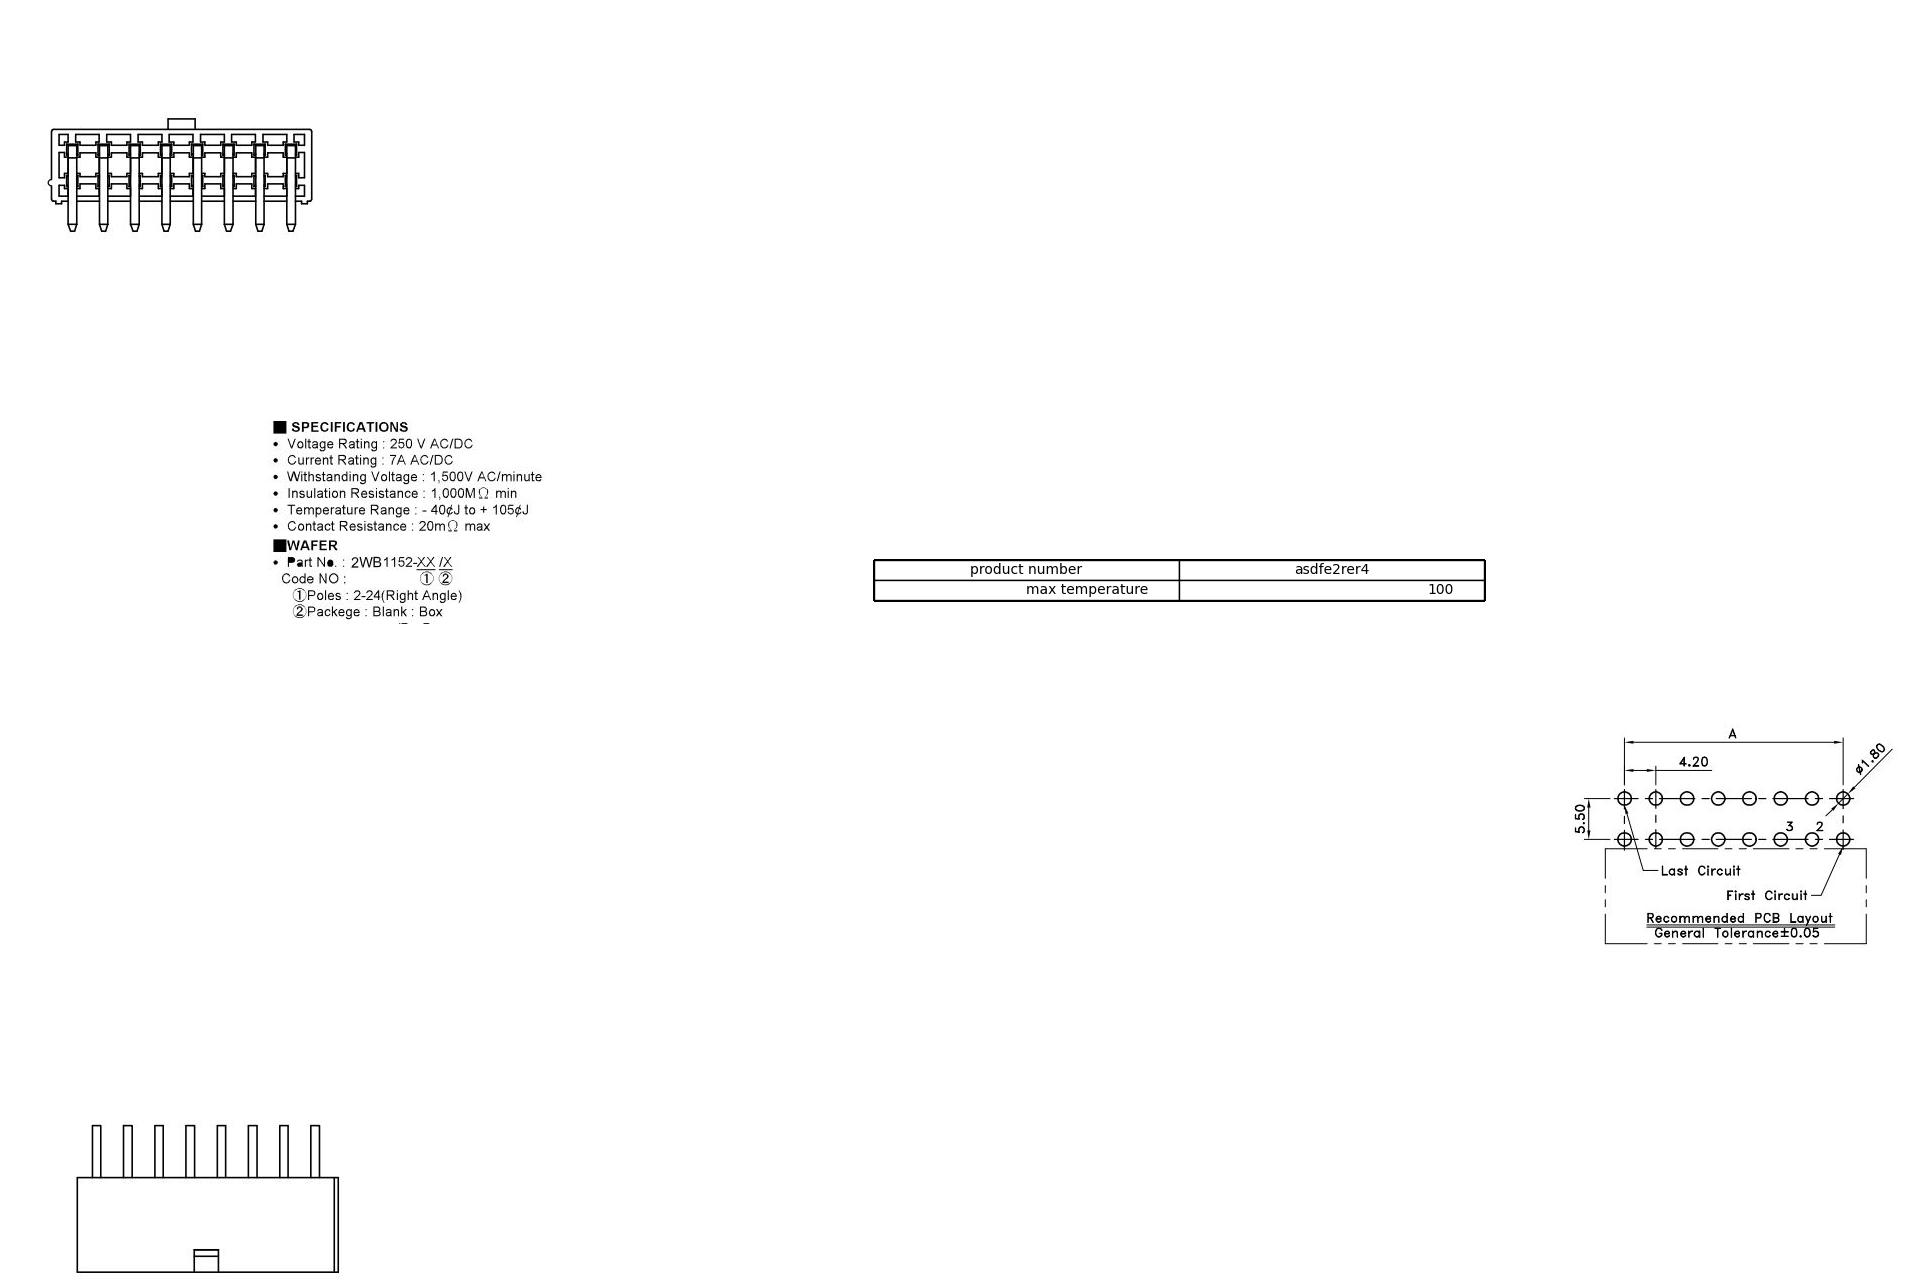 ■ SPECIFICATIONS
• Voltage Rating : 250 V AC/DC
• Current Rating : 7A AC/DC
• Withstanding Voltage : 1,500V AC/minute
• Insulation Resistance : 1,000MΩ min
• Temperature Range : - 40¢J to + 105¢J
• Contact Resistance : 20mΩ max
■WAFER
• Part No. : 2WB1152-XX /X
Code NO : ① ②
①Poles : 2-24(Right Angle)
②Packege : Blank : Box
product number asdfe2rer4
max temperature 100
A
4.20
ø1.80
5.50
3 2
Last Circuit
First Circuit
Recommended PCB Layout
General Tolerance±0.05